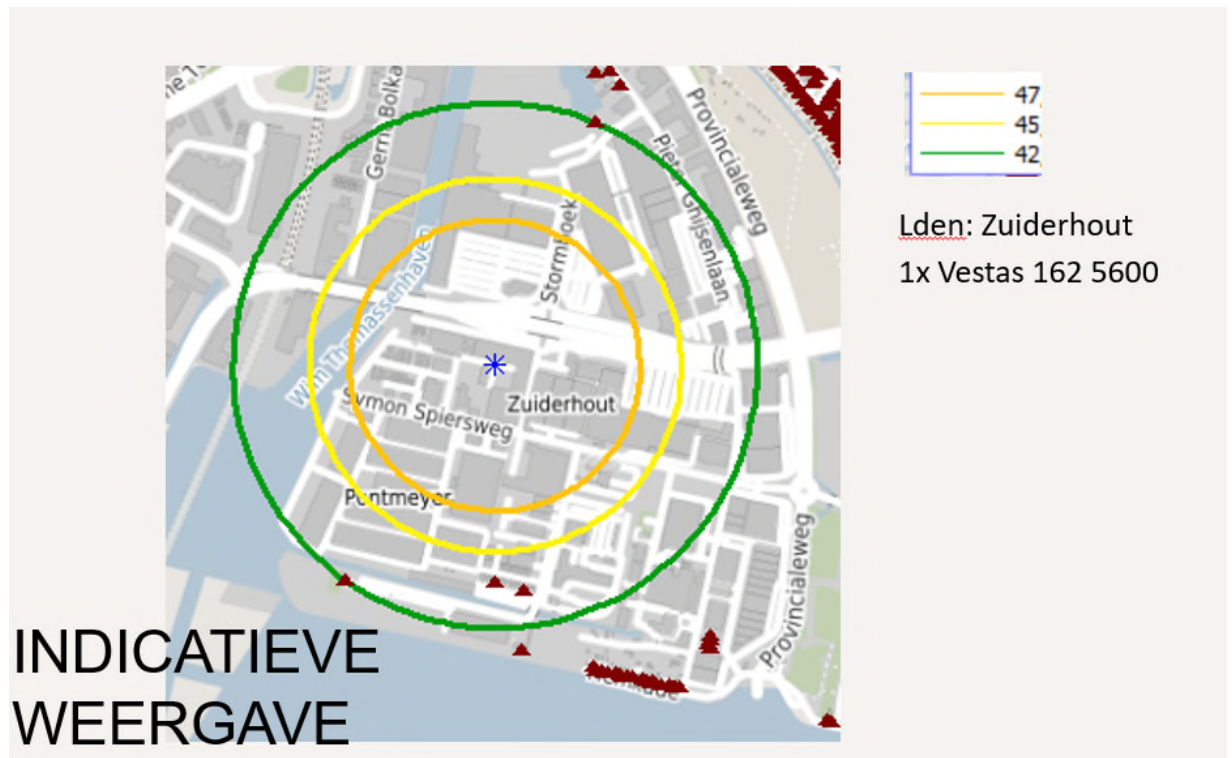 Gerrit Bolka
Provincialeweg
Pieter Ghijsenlaan
47
45
42
Lden: Zuiderhout
1x Vestas 162 5600
Stormhoek
Wim Thomassenhaven
Zuiderhout
Symon Spiersweg
Pontmeyer
Provincialeweg
Hemkade
INDICATIEVE
WEERGAVE